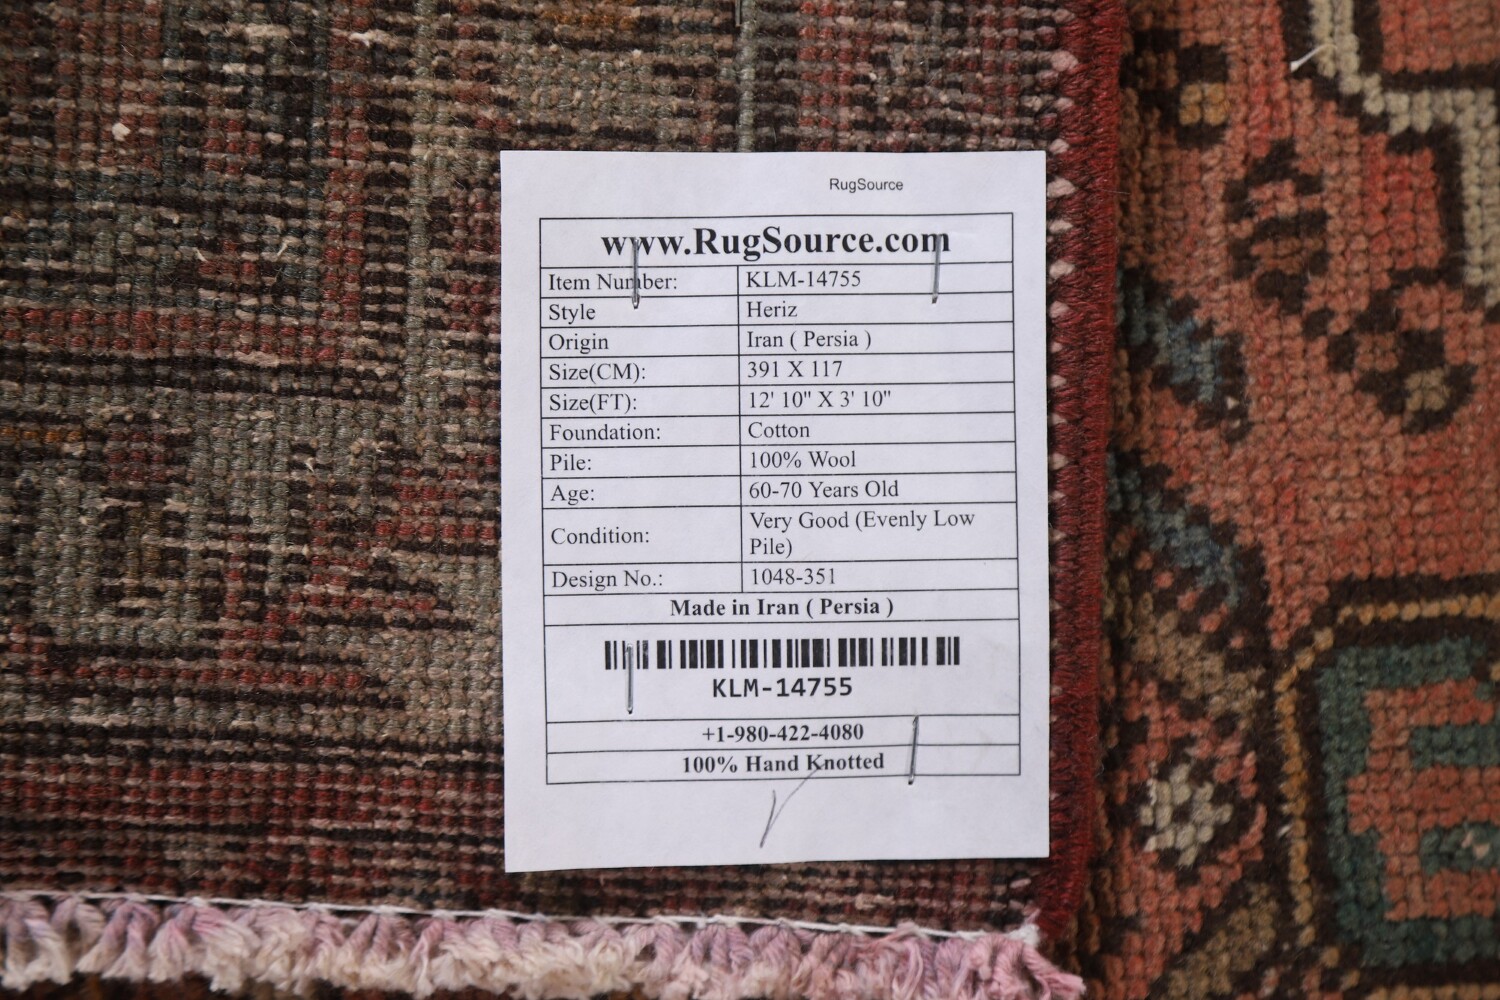 RugSource
www.RugSource.com
Item Number: KLM-14755
Style Heriz
Origin Iran ( Persia )
Size(CM): 391 X 117
Size(FT): 12' 10" X 3' 10"
Foundation: Cotton
Pile: 100% Wool
Age: 60-70 Years Old
Condition: Very Good (Evenly Low
Pile)
Design No.: 1048-351
Made in Iran ( Persia )
KLM-14755
+1-980-422-4080
100% Hand Knotted